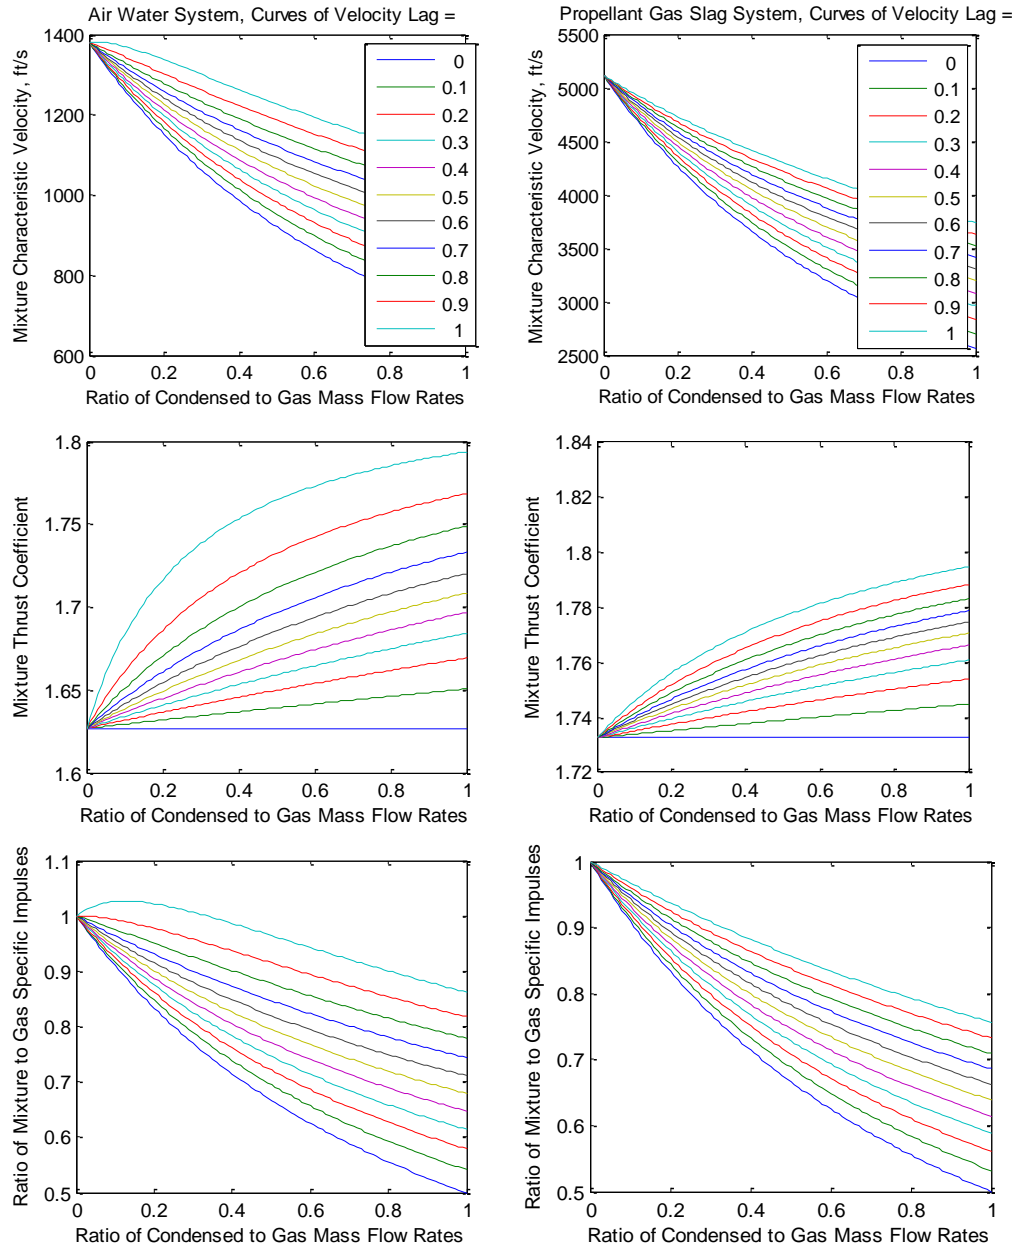 Air Water System, Curves of Velocity Lag =
Mixture Characteristic Velocity, ft/s
1400
1200
1000
800
600
0
0.1
0.2
0.3
0.4
0.5
0.6
0.7
0.8
0.9
1
0 0.2 0.4 0.6 0.8 1
Ratio of Condensed to Gas Mass Flow Rates
Propellant Gas Slag System, Curves of Velocity Lag =
Mixture Characteristic Velocity, ft/s
5500
5000
4500
4000
3500
3000
2500
0
0.1
0.2
0.3
0.4
0.5
0.6
0.7
0.8
0.9
1
0 0.2 0.4 0.6 0.8 1
Ratio of Condensed to Gas Mass Flow Rates
Mixture Thrust Coefficient
1.8
1.75
1.7
1.65
1.6
0 0.2 0.4 0.6 0.8 1
Ratio of Condensed to Gas Mass Flow Rates
Mixture Thrust Coefficient
1.84
1.82
1.8
1.78
1.76
1.74
1.72
0 0.2 0.4 0.6 0.8 1
Ratio of Condensed to Gas Mass Flow Rates
Ratio of Mixture to Gas Specific Impulses
1.1
1
0.9
0.8
0.7
0.6
0.5
0 0.2 0.4 0.6 0.8 1
Ratio of Condensed to Gas Mass Flow Rates
Ratio of Mixture to Gas Specific Impulses
1
0.9
0.8
0.7
0.6
0.5
0 0.2 0.4 0.6 0.8 1
Ratio of Condensed to Gas Mass Flow Rates